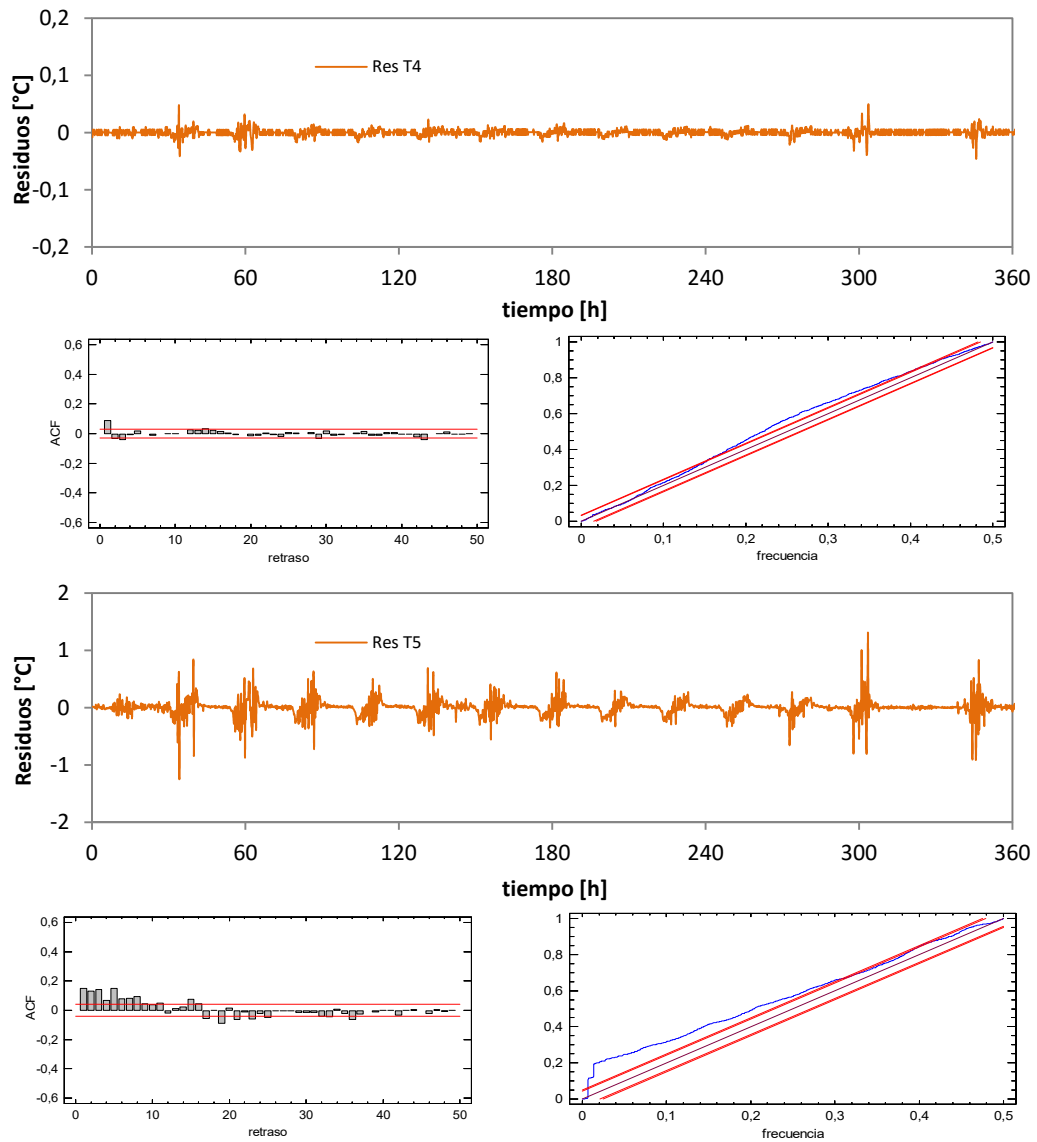 0,2
0,1
0
-0,1
-0,2
Residuos [°C]
Res T4
0 60 120 180 240 300 360
tiempo [h]
0,6
0,4
0,2
0
-0,2
-0,4
-0,6
ACF
0 10 20 30 40 50
retraso
1
0,8
0,6
0,4
0,2
0
0 0,1 0,2 0,3 0,4 0,5
frecuencia
2
1
0
-1
-2
Residuos [°C]
Res T5
0 60 120 180 240 300 360
tiempo [h]
0,6
0,4
0,2
0
-0,2
-0,4
-0,6
ACF
0 10 20 30 40 50
retraso
1
0,8
0,6
0,4
0,2
0
0 0,1 0,2 0,3 0,4 0,5
frecuencia